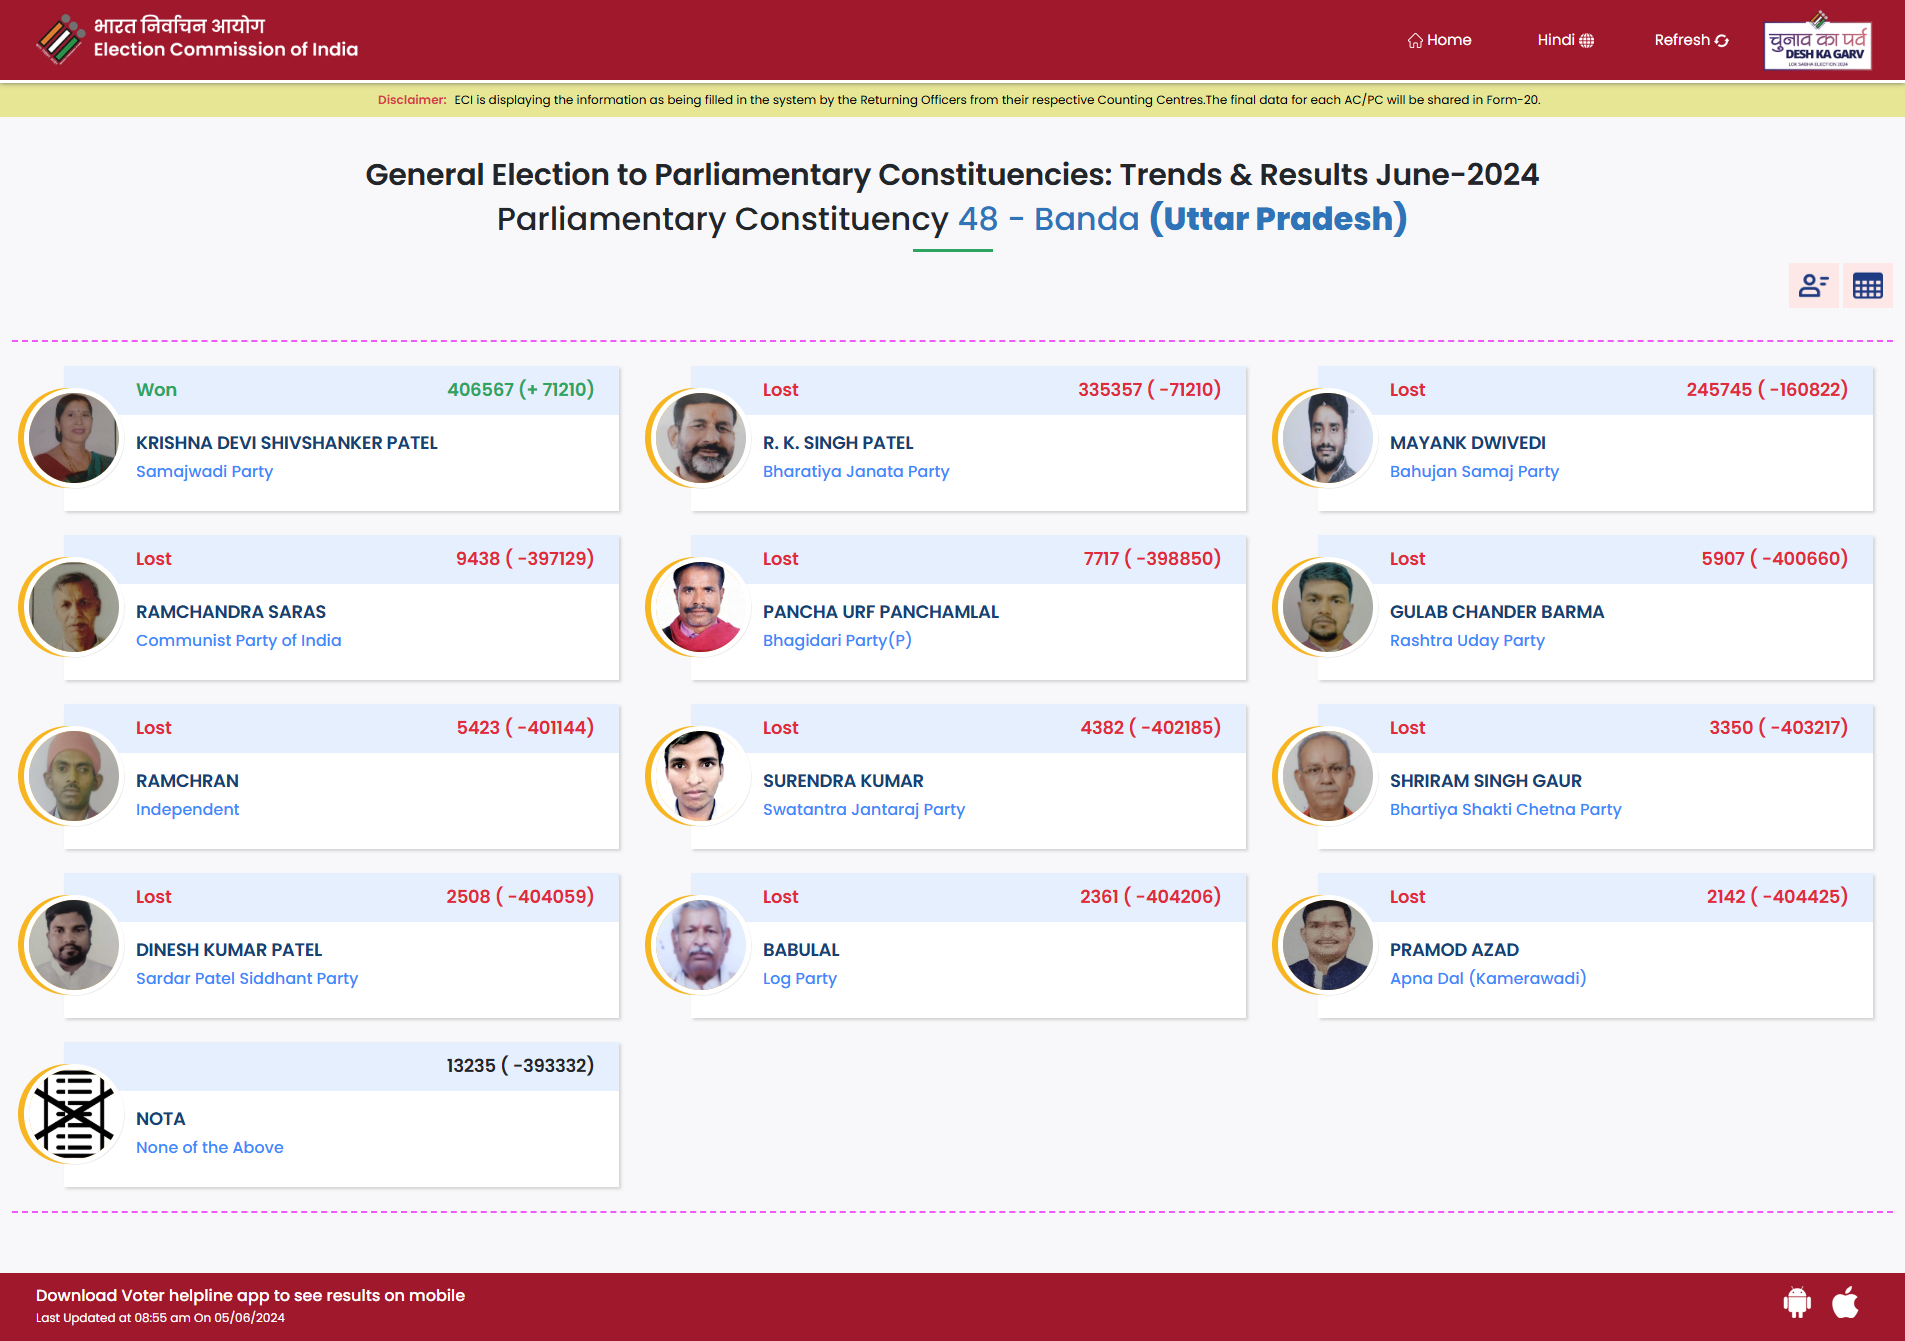 भारत निर्वाचन आयोग
Election Commission of India
Home
Hindi
Refresh
चुनाव का पर्व
DESH KA GARV
LOK SABHA ELECTION 2024
Disclaimer: ECI is displaying the information as being filled in the system by the Returning Officers from their respective Counting Centres.The final data for each AC/PC will be shared in Form-20.
General Election to Parliamentary Constituencies: Trends & Results June-2024
Parliamentary Constituency 48 - Banda (Uttar Pradesh)
Won 406567 (+ 71210)
KRISHNA DEVI SHIVSHANKER PATEL
Samajwadi Party
Lost 335357 ( -71210)
R. K. SINGH PATEL
Bharatiya Janata Party
Lost 245745 ( -160822)
MAYANK DWIVEDI
Bahujan Samaj Party
Lost 9438 ( -397129)
RAMCHANDRA SARAS
Communist Party of India
Lost 7717 ( -398850)
PANCHA URF PANCHAMLAL
Bhagidari Party(P)
Lost 5907 ( -400660)
GULAB CHANDER BARMA
Rashtra Uday Party
Lost 5423 ( -401144)
RAMCHRAN
Independent
Lost 4382 ( -402185)
SURENDRA KUMAR
Swatantra Jantaraj Party
Lost 3350 ( -403217)
SHRIRAM SINGH GAUR
Bhartiya Shakti Chetna Party
Lost 2508 ( -404059)
DINESH KUMAR PATEL
Sardar Patel Siddhant Party
Lost 2361 ( -404206)
BABULAL
Log Party
Lost 2142 ( -404425)
PRAMOD AZAD
Apna Dal (Kamerawadi)
13235 ( -393332)
NOTA
None of the Above
Download Voter helpline app to see results on mobile
Last Updated at 08:55 am On 05/06/2024